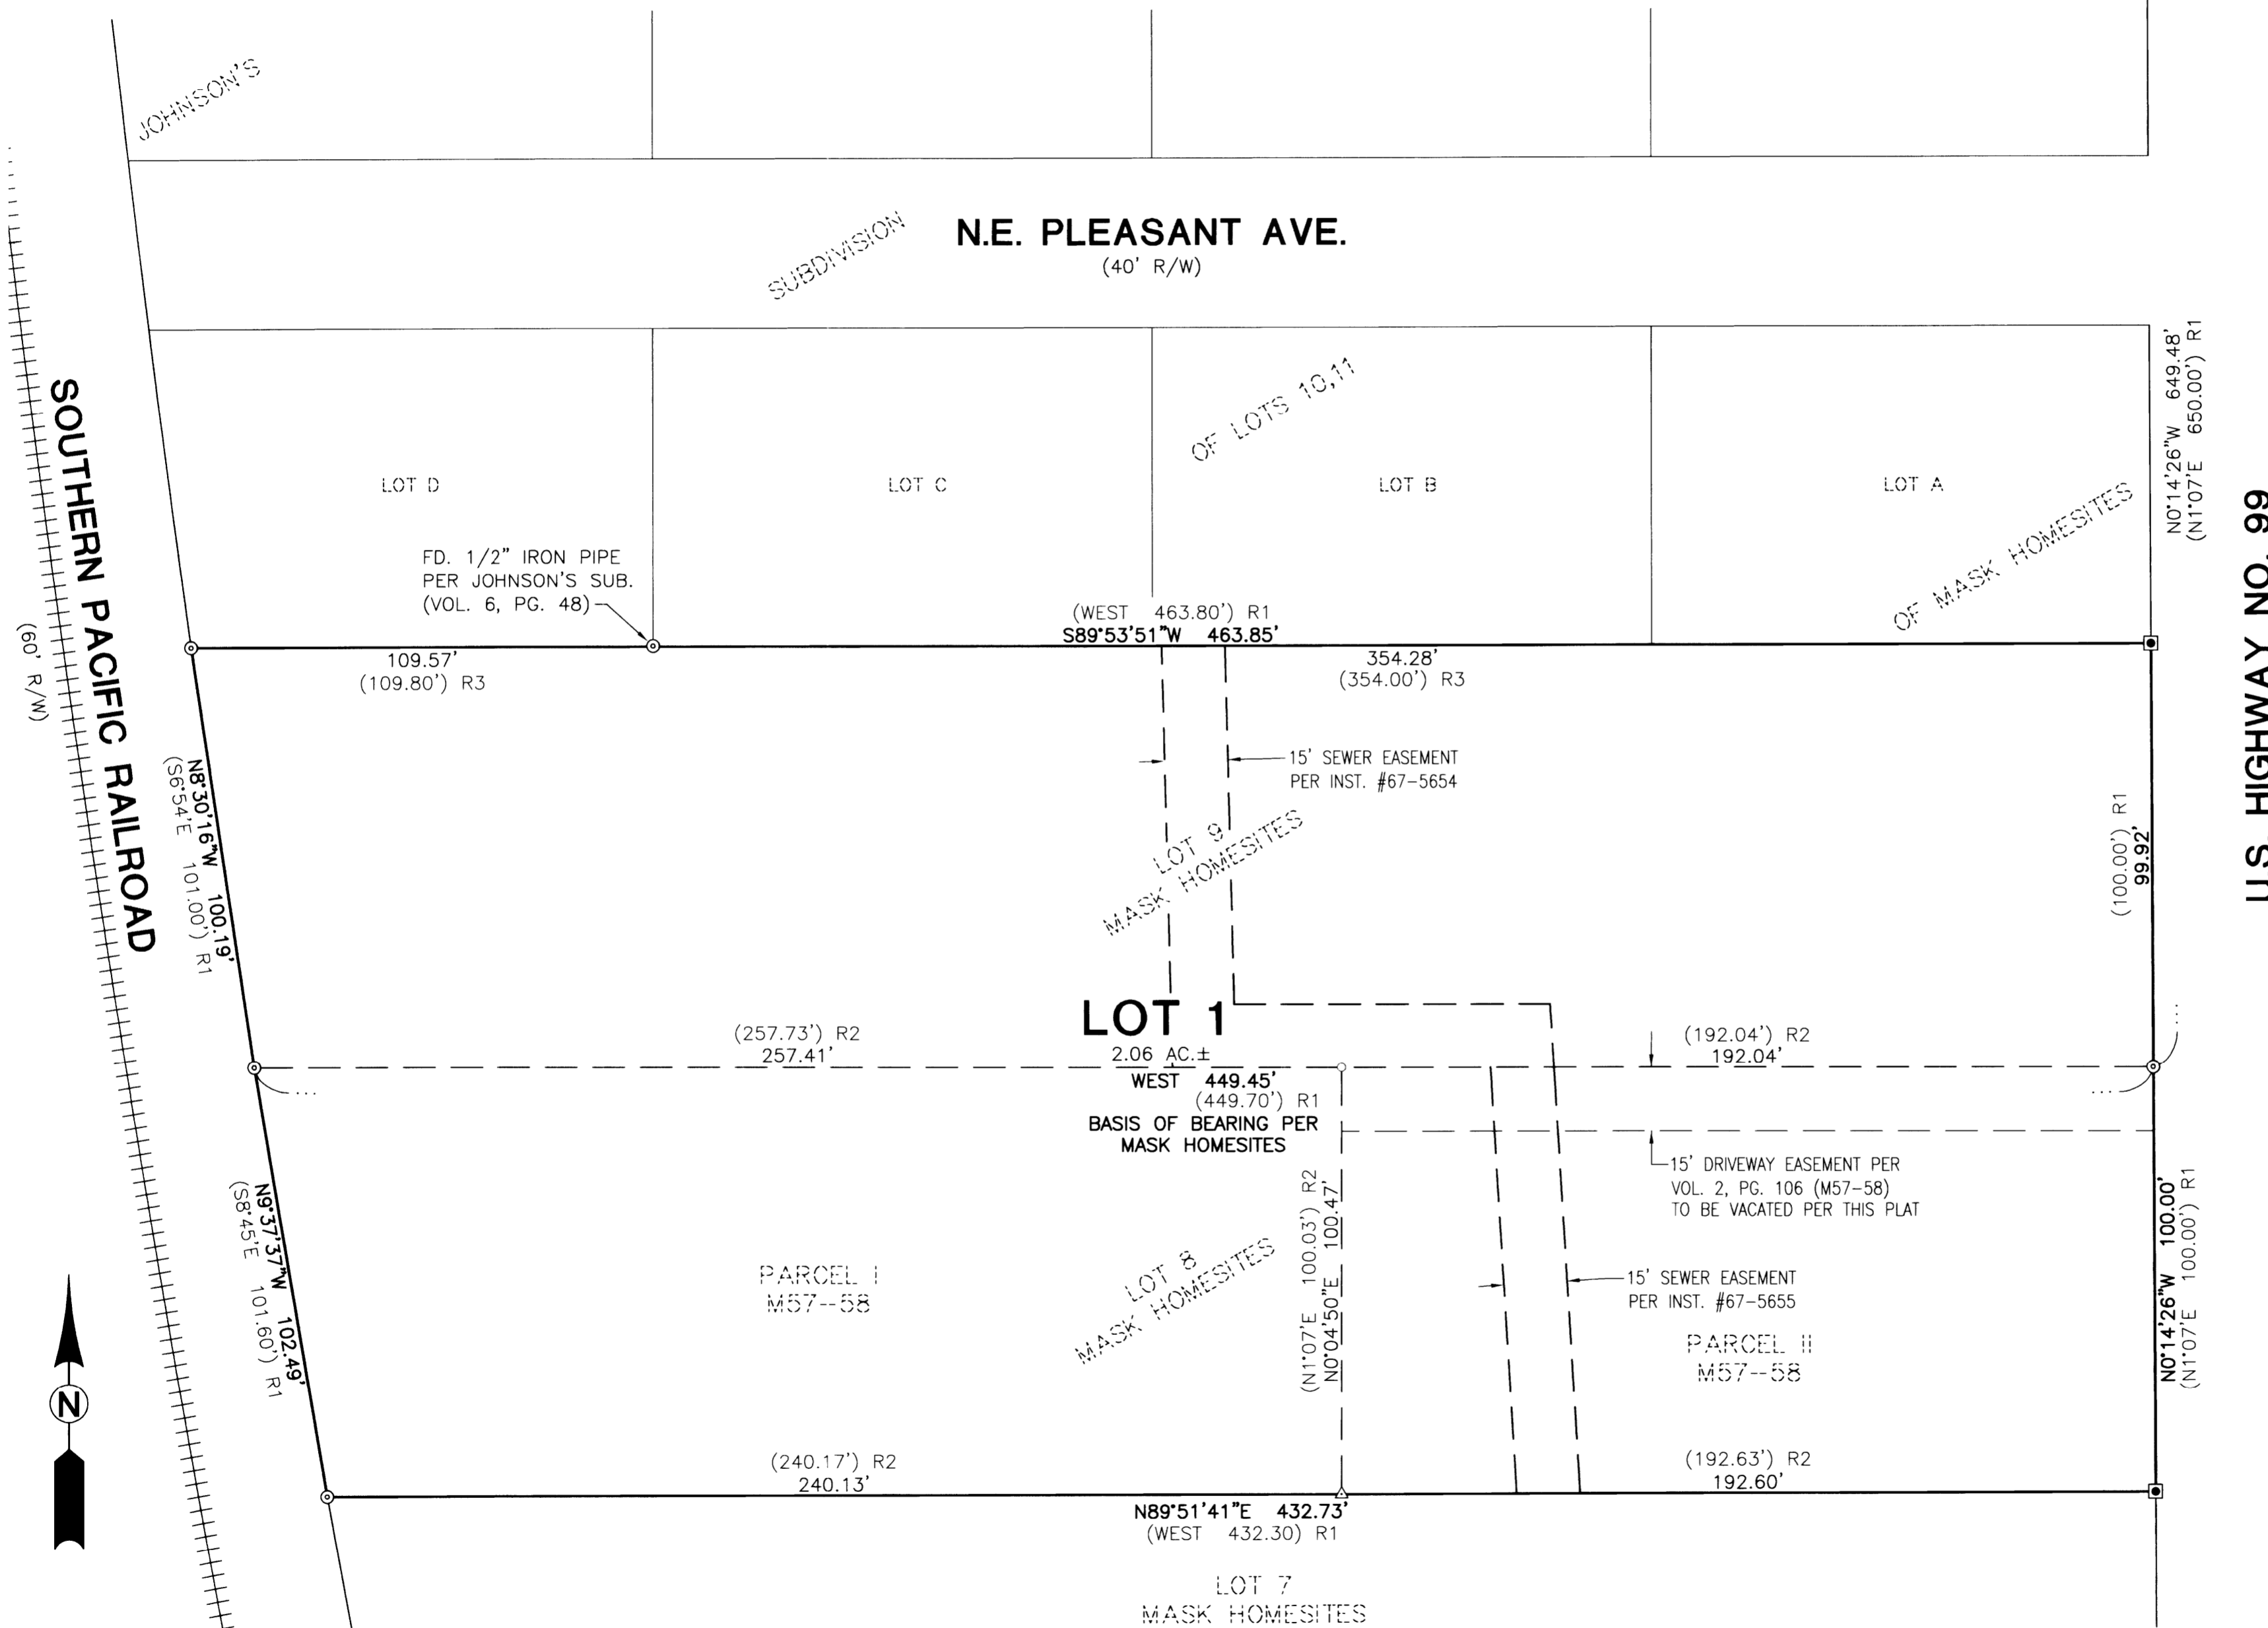 JOHNSON'S
SUBDIVISION
N.E. PLEASANT AVE.
(40' R/W)
OF LOTS 10,11
OF MASK HOMESITES
N0°14'26"W 649.48'
(N1°07'E 650.00') R1
U.S. HIGHWAY NO. 99
SOUTHERN PACIFIC RAILROAD
(60' R/W)
LOT D
LOT C
LOT B
LOT A
FD. 1/2" IRON PIPE
PER JOHNSON'S SUB.
(VOL. 6, PG. 48)
(WEST 463.80') R1
S89°53'51"W 463.85'
109.57'
(109.80') R3
354.28'
(354.00') R3
N8°30'16"W 100.19'
(S6°54'E 101.00') R1
15' SEWER EASEMENT
PER INST. #67-5654
LOT 9
MASK HOMESITES
(100.00') R1
99.92'
LOT 1
2.06 AC.±
(257.73') R2
257.41'
(192.04') R2
192.04'
WEST 449.45'
(449.70') R1
BASIS OF BEARING PER
MASK HOMESITES
15' DRIVEWAY EASEMENT PER
VOL. 2, PG. 106 (M57-58)
TO BE VACATED PER THIS PLAT
N9°37'37"W 102.49'
(S8°45'E 101.60') R1
PARCEL I
M57--58
LOT 8
MASK HOMESITES
(N1°07'E 100.03') R2
N0°04'50"E 100.47'
15' SEWER EASEMENT
PER INST. #67-5655
PARCEL II
M57--58
N0°14'26"W 100.00'
(N1°07'E 100.00') R1
N
(240.17') R2
240.13'
(192.63') R2
192.60'
N89°51'41"E 432.73'
(WEST 432.30) R1
LOT 7
MASK HOMESITES